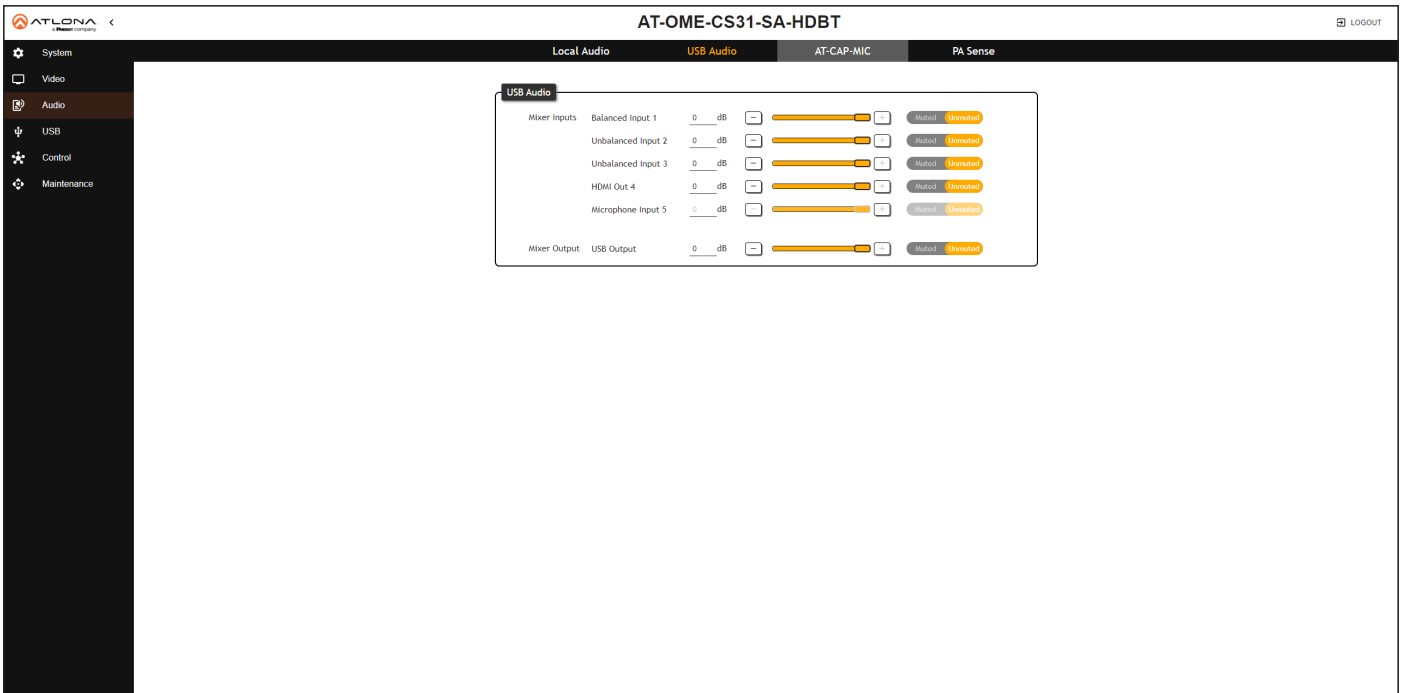 ATLONA
a Panduit company
AT-OME-CS31-SA-HDBT
LOGOUT
System
Video
Audio
USB
Control
Maintenance
Local Audio
USB Audio
AT-CAP-MIC
PA Sense
USB Audio
Mixer Inputs Balanced Input 1 0 dB − + Muted Unmuted
Unbalanced Input 2 0 dB − + Muted Unmuted
Unbalanced Input 3 0 dB − + Muted Unmuted
HDMI Out 4 0 dB − + Muted Unmuted
Microphone Input 5 0 dB − + Muted Unmuted
Mixer Output USB Output 0 dB − + Muted Unmuted